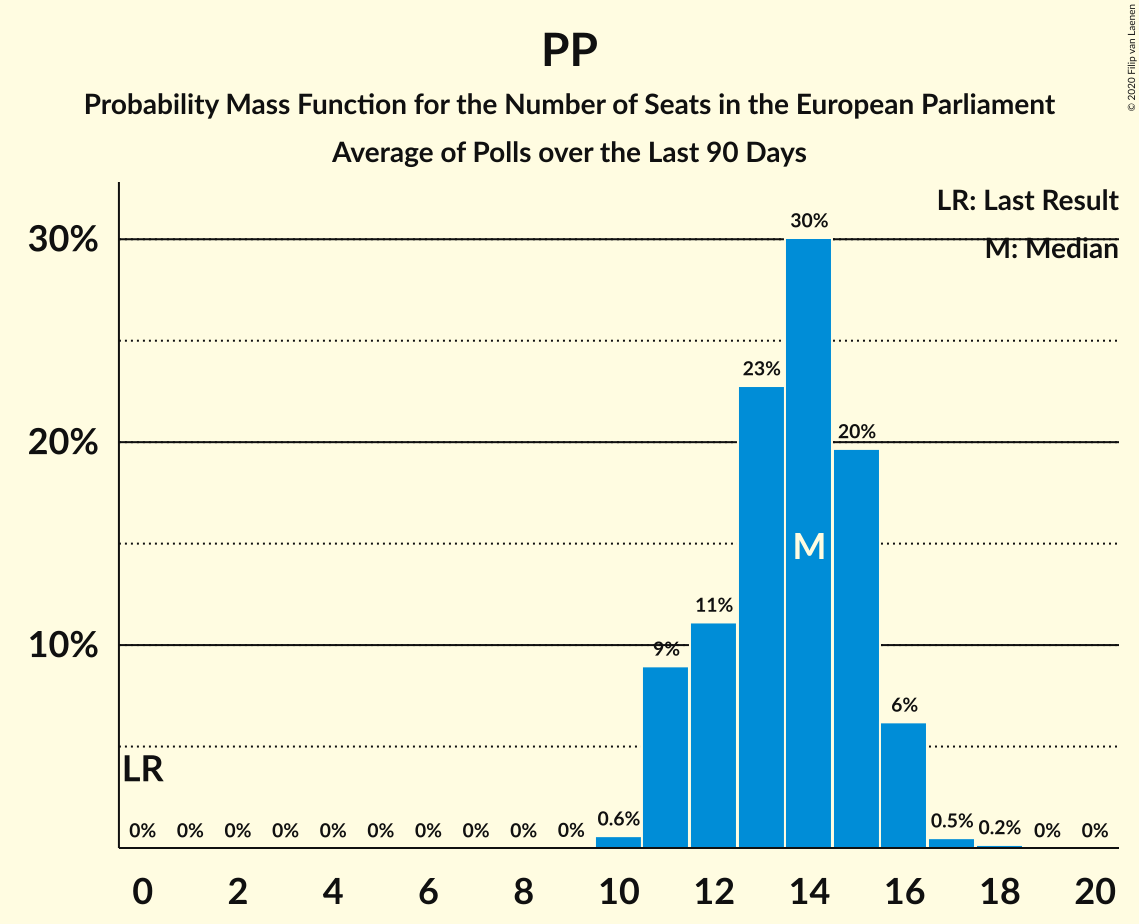 PP
Probability Mass Function for the Number of Seats in the European Parliament
Average of Polls over the Last 90 Days
© 2020 Filip van Laenen
LR: Last Result
M: Median
30%
20%
10%
30%
23%
20%
M
11%
9%
6%
LR
0% 0% 0% 0% 0% 0% 0% 0% 0% 0% 0.6% 0.5% 0.2% 0% 0%
0 2 4 6 8 10 12 14 16 18 20